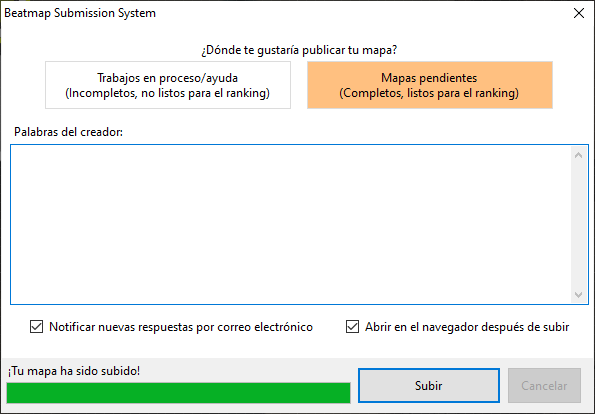 Beatmap Submission System
¿Dónde te gustaría publicar tu mapa?
Trabajos en proceso/ayuda
(Incompletos, no listos para el ranking)
Mapas pendientes
(Completos, listos para el ranking)
Palabras del creador:
Notificar nuevas respuestas por correo electrónico
Abrir en el navegador después de subir
¡Tu mapa ha sido subido!
Subir
Cancelar